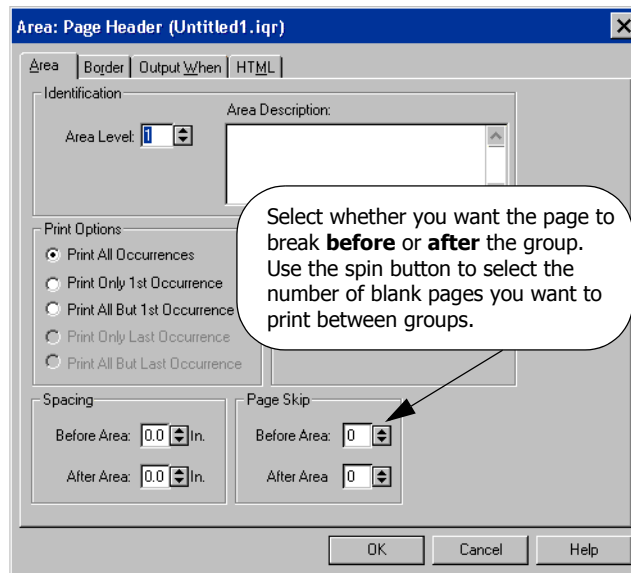 Area: Page Header (Untitled1.iqr)
Area Border Output When HTML
Identification
Area Description:
Area Level: 1
Select whether you want the page to
break before or after the group.
Use the spin button to select the
number of blank pages you want to
print between groups.
Print Options
Print All Occurrences
Print Only 1st Occurrence
Print All But 1st Occurrence
Print Only Last Occurrence
Print All But Last Occurrence
Spacing
Before Area: 0.0 In.
After Area: 0.0 In.
Page Skip
Before Area: 0
After Area 0
OK Cancel Help